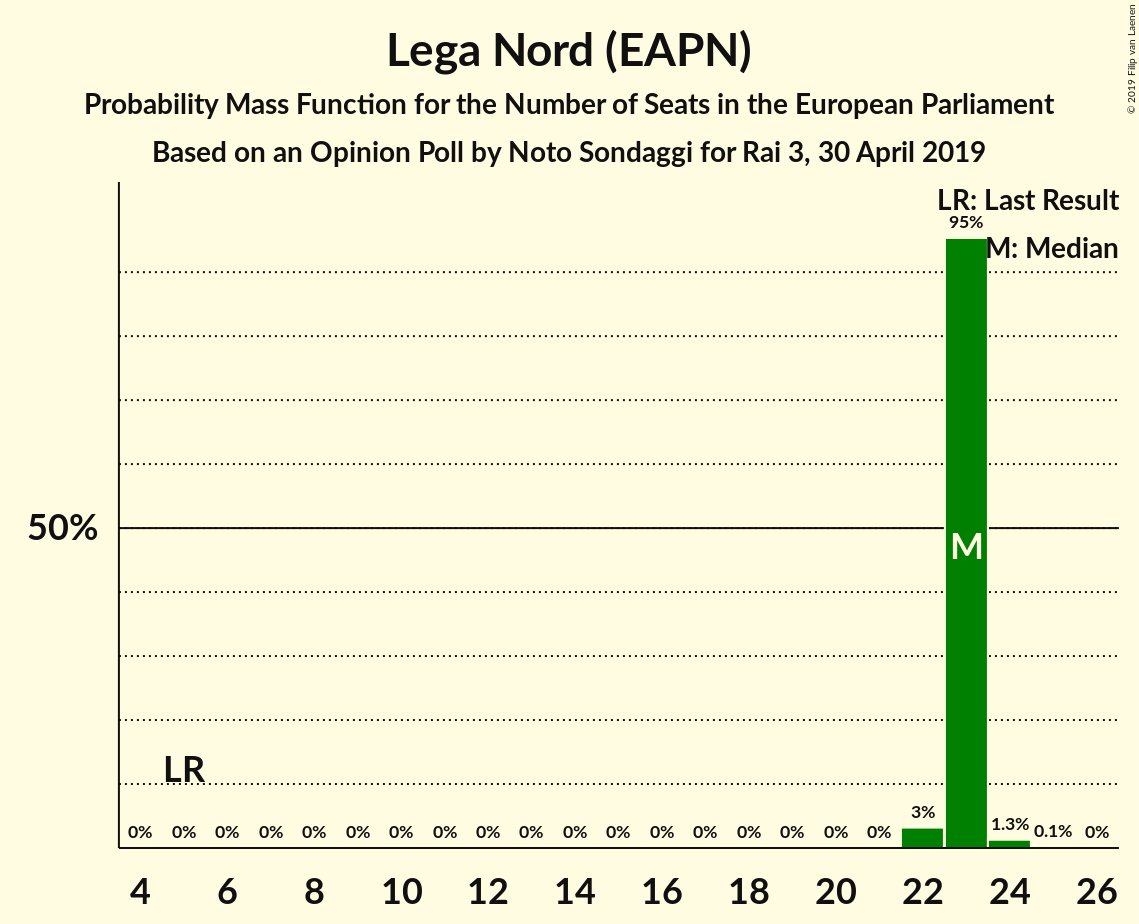 Lega Nord (EAPN)
Probability Mass Function for the Number of Seats in the European Parliament
Based on an Opinion Poll by Noto Sondaggi for Rai 3, 30 April 2019
© 2019 Filip van Laenen
LR: Last Result
95%
M: Median
50%
M
LR
0% 0% 0% 0% 0% 0% 0% 0% 0% 0% 0% 0% 0% 0% 0% 0% 0% 0% 3% 1.3% 0.1% 0%
4 6 8 10 12 14 16 18 20 22 24 26